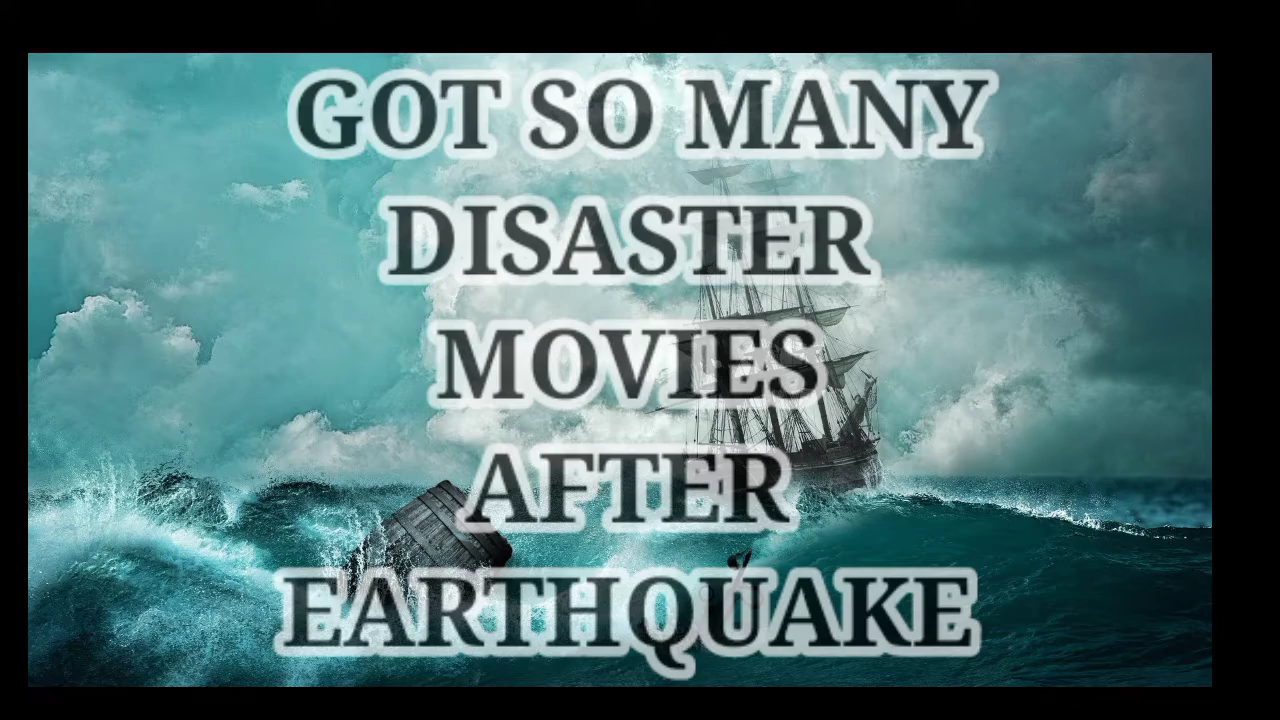 GOT SO MANY
DISASTER
MOVIES
AFTER
EARTHQUAKE